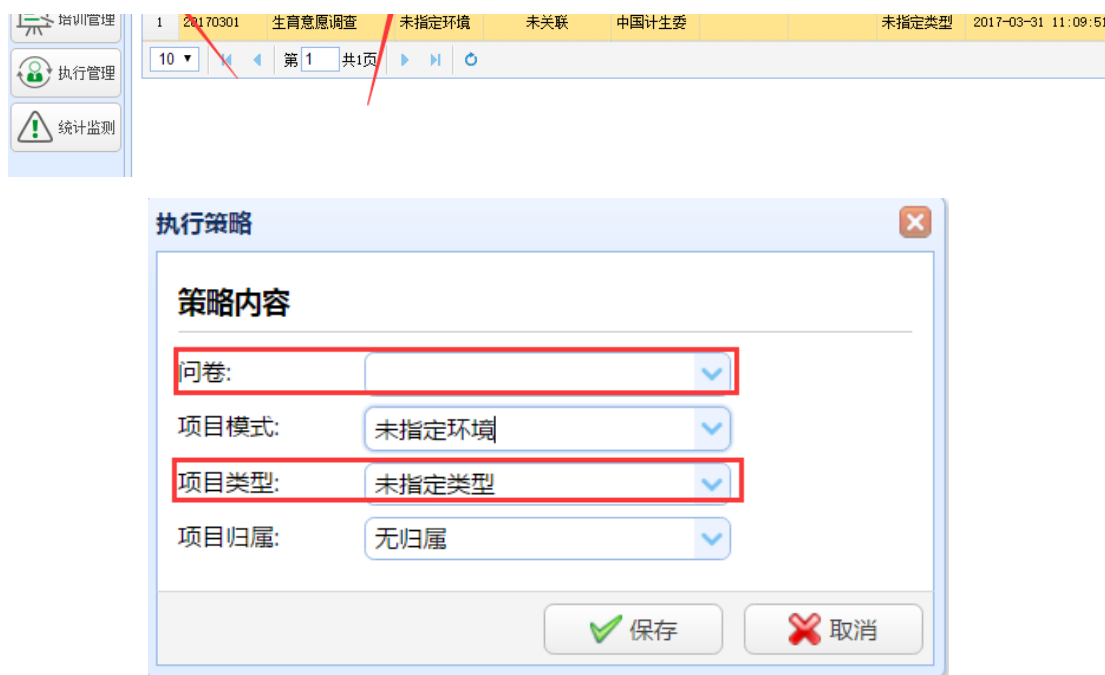 培训管理
1 20170301 生育意愿调查 未指定环境 未关联 中国计生委 未指定类型 2017-03-31 11:09:51
10 第 1 共1页
执行管理
统计监测
执行策略
策略内容
问卷:
项目模式: 未指定环境
项目类型: 未指定类型
项目归属: 无归属
保存 取消